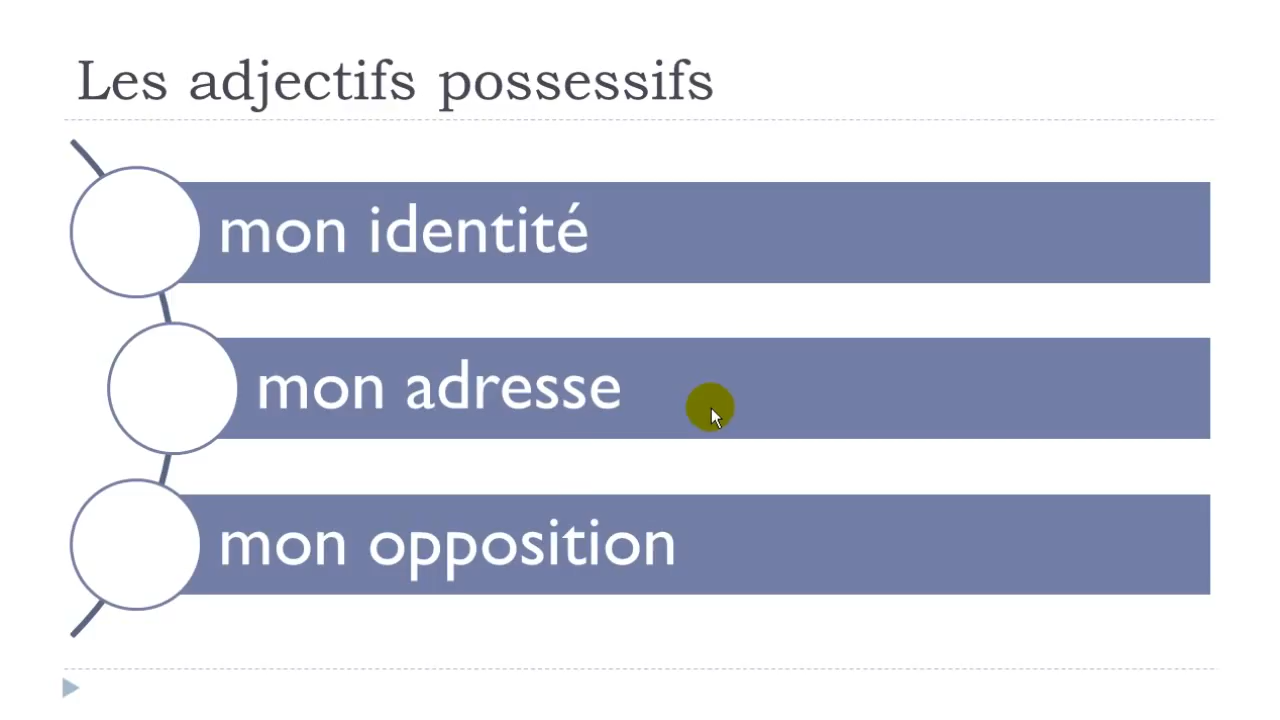 Les adjectifs possessifs
mon identité
mon adresse
mon opposition